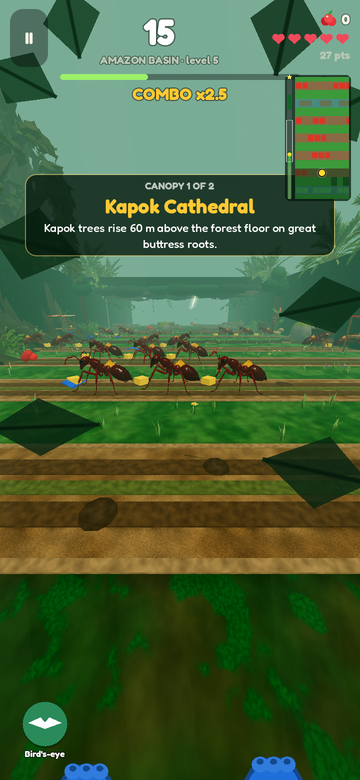 15
0
AMAZON BASIN · level 5
27 pts
COMBO x2.5
CANOPY 1 OF 2
Kapok Cathedral
Kapok trees rise 60 m above the forest floor on great
buttress roots.
Bird's-eye